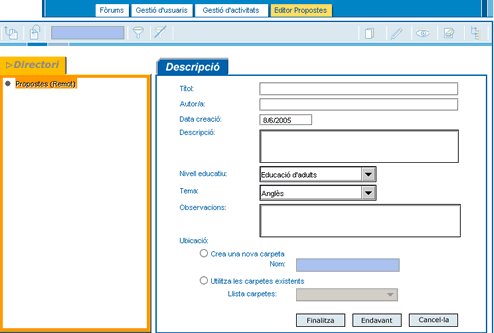 Fòrums Gestió d'usuaris Gestió d'activitats Editor Propostes
Directori
Propostes (Remot)
Descripció
Títol:
Autor/a:
Data creació: 8/6/2005
Descripció:
Nivell educatiu: Educació d'adults
Tema: Anglès
Observacions:
Ubicació:
Crea una nova carpeta
Nom:
Utilitza les carpetes existents
Llista carpetes:
Finalitza Endavant Cancel·la